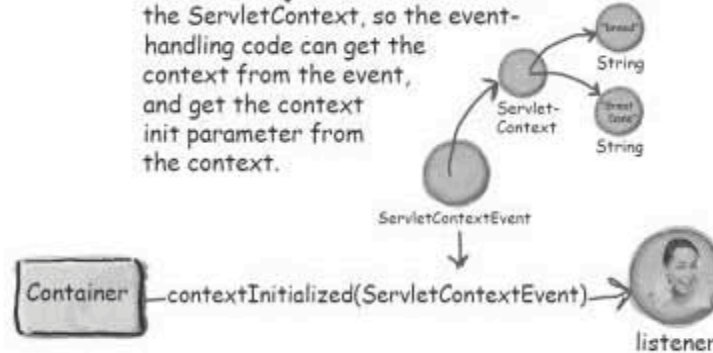 the ServletContext, so the event-
handling code can get the
context from the event,
and get the context
init parameter from
the context.
"breed"
String
Servlet-
Context
"Great
Dane"
String
ServletContextEvent
Container
contextInitialized(ServletContextEvent)
listener